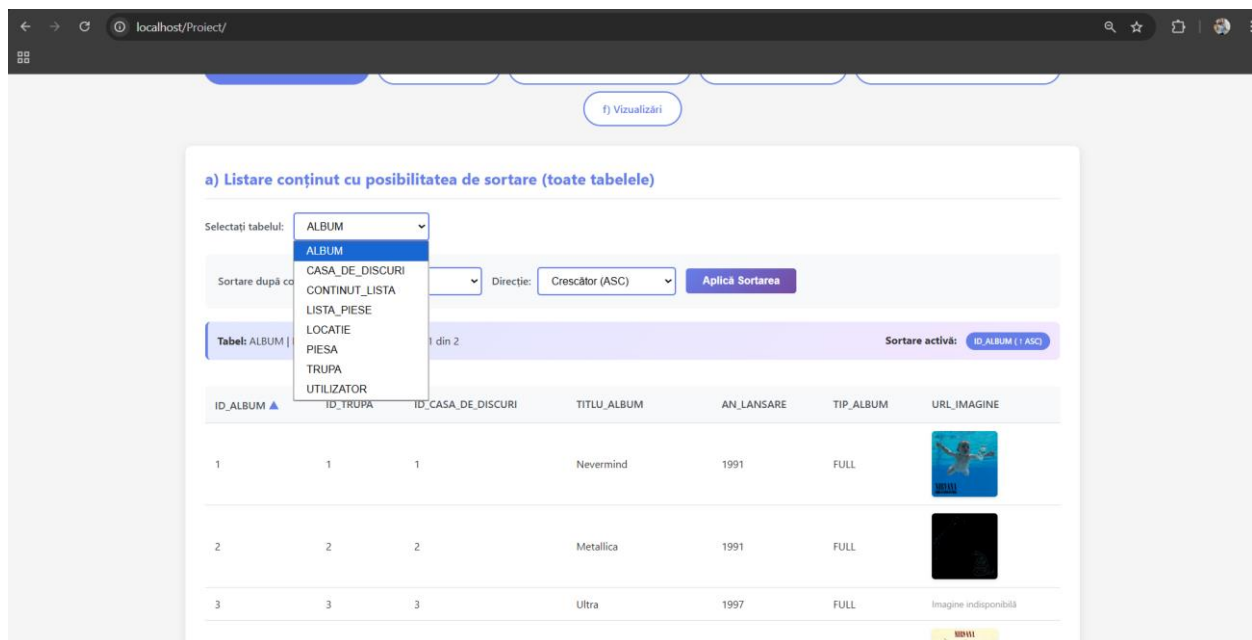 localhost/Proiect/
f) Vizualizări
a) Listare conținut cu posibilitatea de sortare (toate tabelele)
Selectați tabelul: ALBUM
ALBUM
CASA_DE_DISCURI
CONTINUT_LISTA
LISTA_PIESE
LOCATIE
PIESA
TRUPA
UTILIZATOR
Sortare după co Direcție: Crescător (ASC) Aplică Sortarea
Tabel: ALBUM | 1 din 2 Sortare activă: ID_ALBUM ( ASC)
ID_ALBUM ▲ ID_TRUPA ID_CASA_DE_DISCURI TITLU_ALBUM AN_LANSARE TIP_ALBUM URL_IMAGINE
1 1 1 Nevermind 1991 FULL
NIRVANA
2 2 2 Metallica 1991 FULL
3 3 3 Ultra 1997 FULL Imagine indisponibilă
NIRVANA